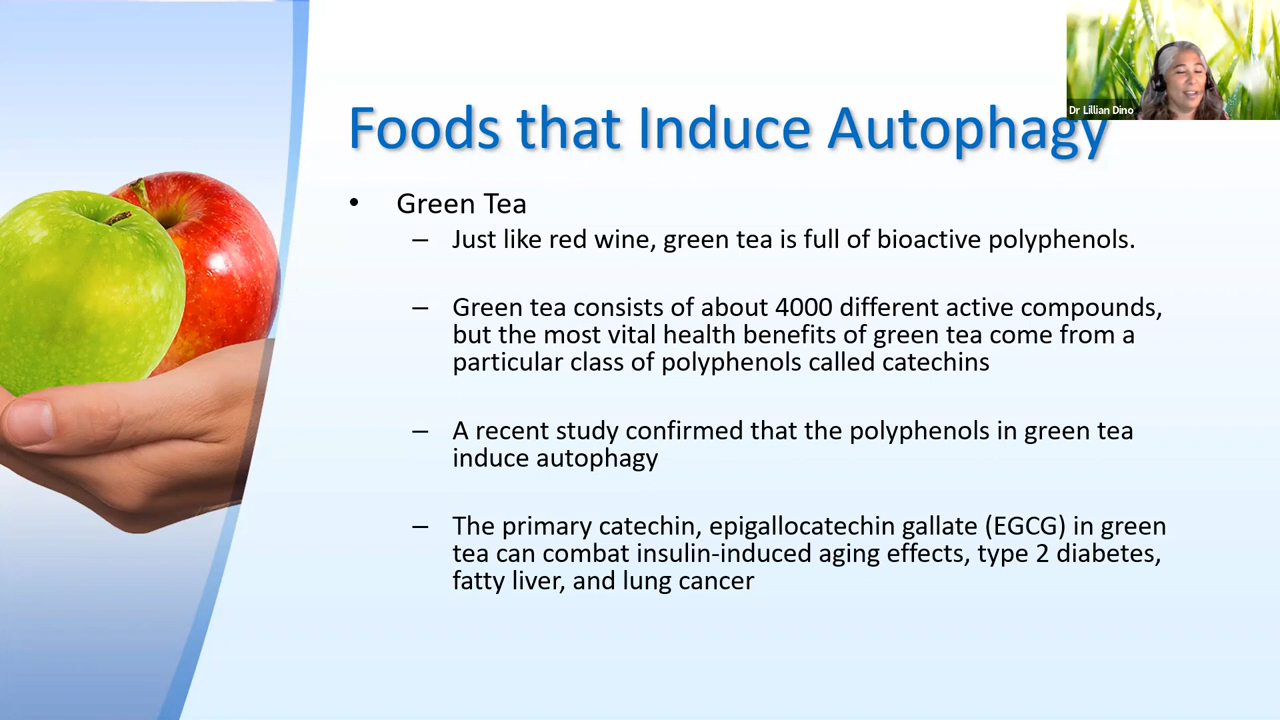 Dr Lillian Dino
Foods that Induce Autophagy
• Green Tea
– Just like red wine, green tea is full of bioactive polyphenols.
– Green tea consists of about 4000 different active compounds,
but the most vital health benefits of green tea come from a
particular class of polyphenols called catechins
– A recent study confirmed that the polyphenols in green tea
induce autophagy
– The primary catechin, epigallocatechin gallate (EGCG) in green
tea can combat insulin-induced aging effects, type 2 diabetes,
fatty liver, and lung cancer